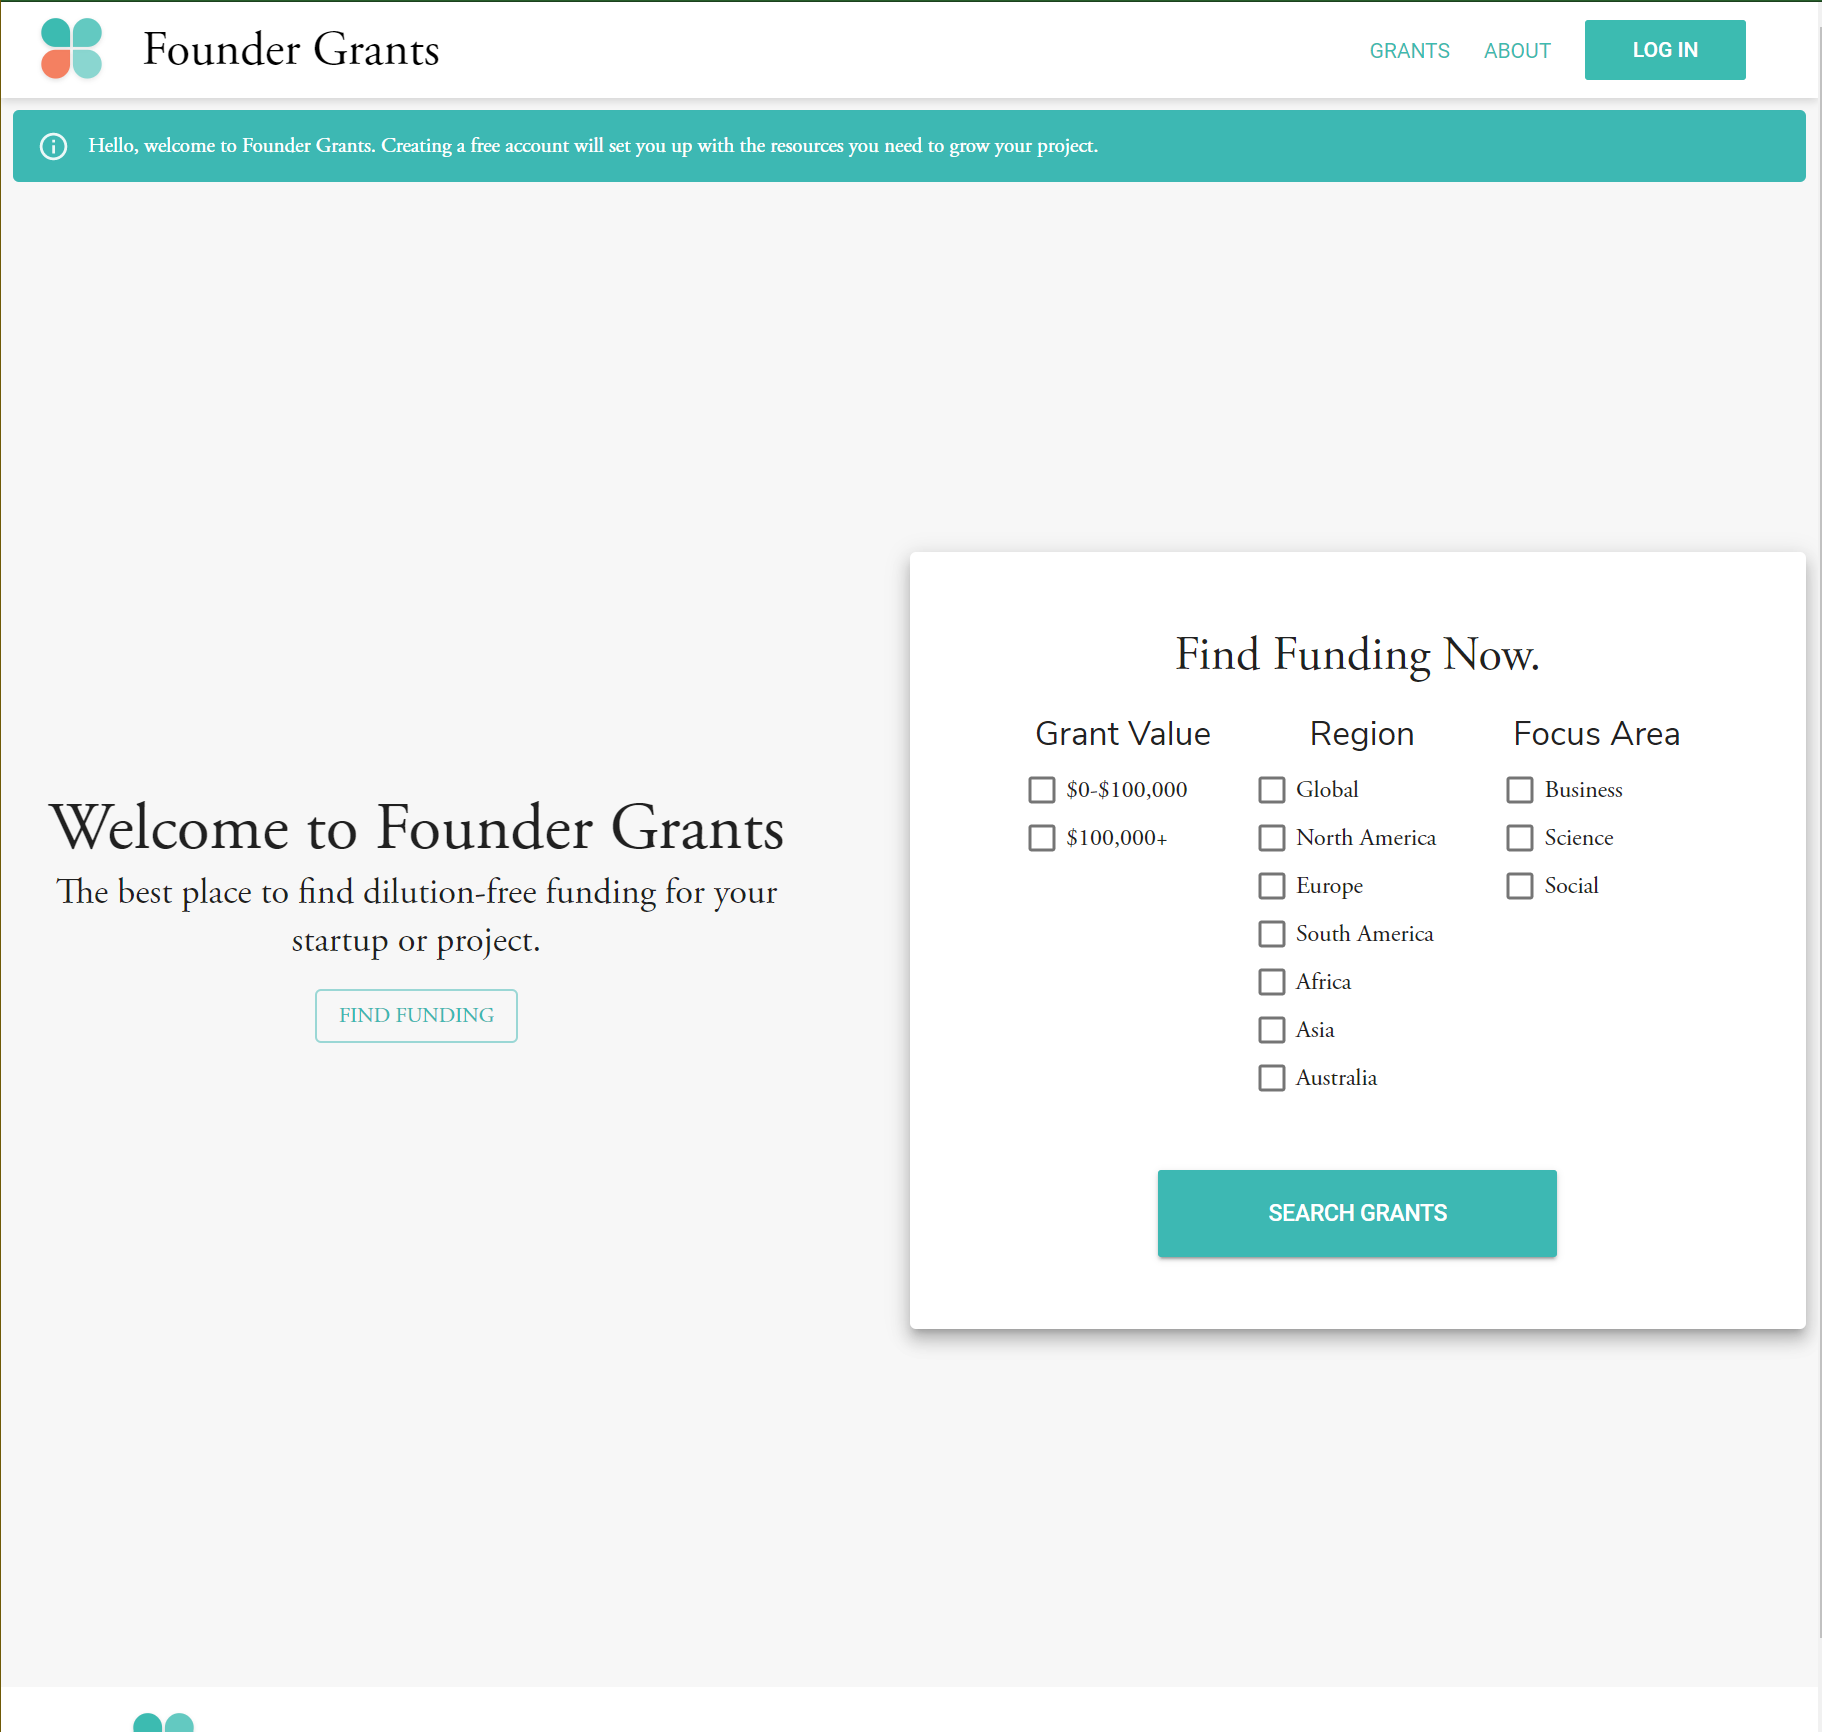 Founder Grants
GRANTS
ABOUT
LOG IN
Hello, welcome to Founder Grants. Creating a free account will set you up with the resources you need to grow your project.
Welcome to Founder Grants
The best place to find dilution-free funding for your
startup or project.
FIND FUNDING
Find Funding Now.
Grant Value
$0-$100,000
$100,000+
Region
Global
North America
Europe
South America
Africa
Asia
Australia
Focus Area
Business
Science
Social
SEARCH GRANTS